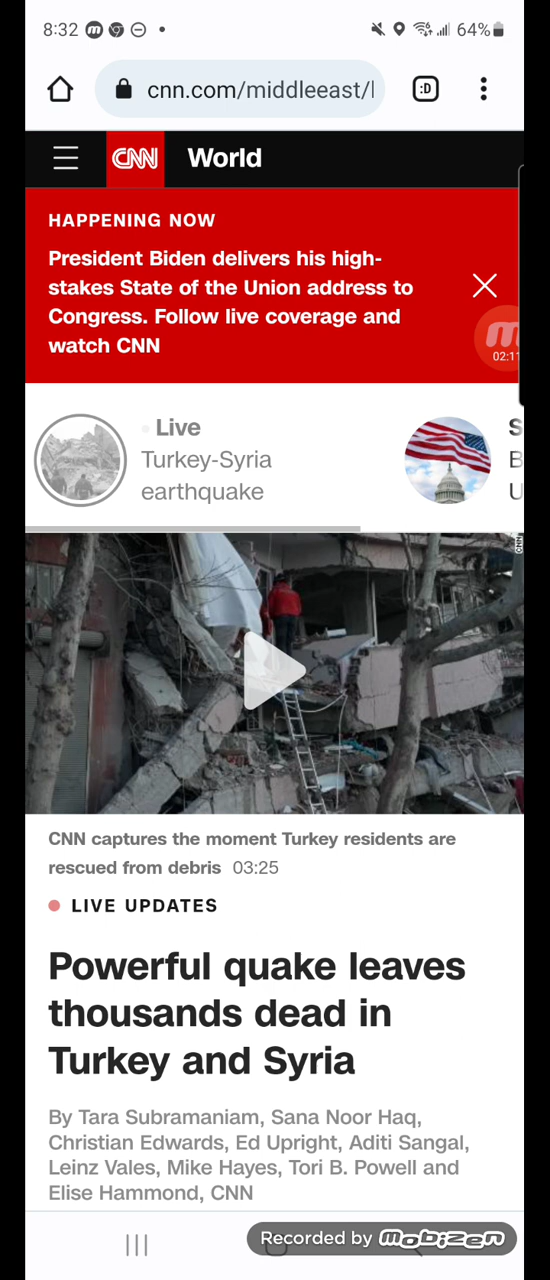 8:32
64%
:D
cnn.com/middleeast/l
CNN World
HAPPENING NOW
President Biden delivers his high-
stakes State of the Union address to
Congress. Follow live coverage and
watch CNN
02:11
Live
Turkey-Syria
earthquake
S
B
U
CNN
CNN captures the moment Turkey residents are
rescued from debris 03:25
LIVE UPDATES
Powerful quake leaves
thousands dead in
Turkey and Syria
By Tara Subramaniam, Sana Noor Haq,
Christian Edwards, Ed Upright, Aditi Sangal,
Leinz Vales, Mike Hayes, Tori B. Powell and
Elise Hammond, CNN
Recorded by mobizen